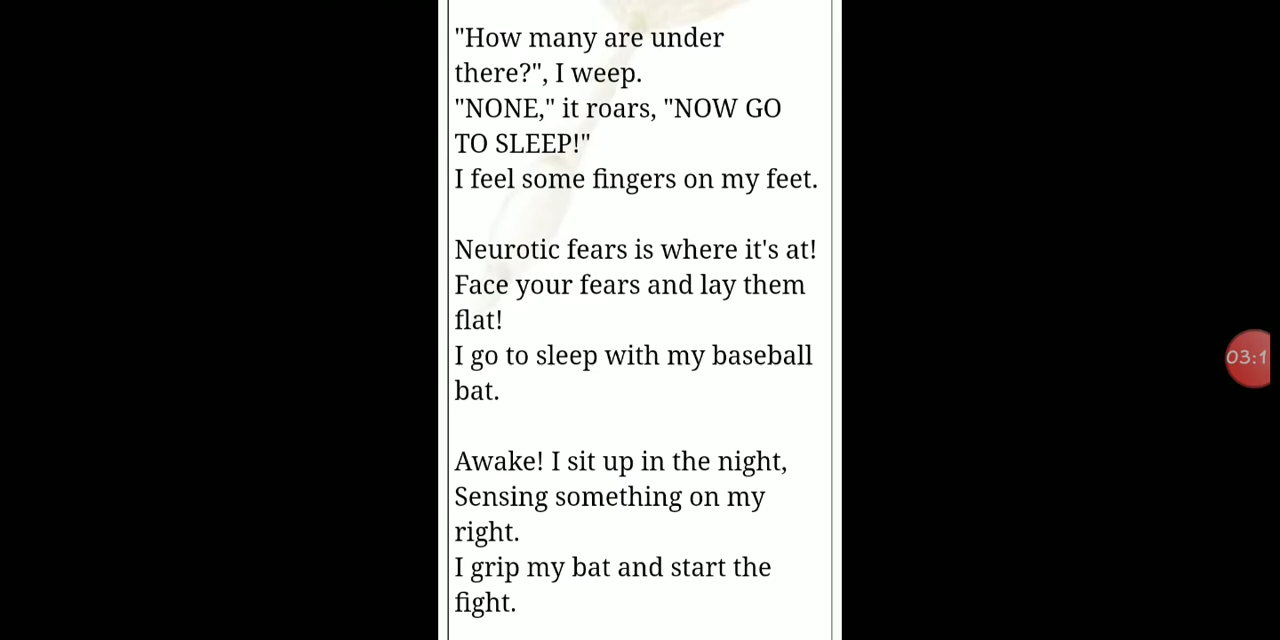 "How many are under
there?", I weep.
"NONE," it roars, "NOW GO
TO SLEEP!"
I feel some fingers on my feet.
Neurotic fears is where it's at!
Face your fears and lay them
flat!
I go to sleep with my baseball
bat.
Awake! I sit up in the night,
Sensing something on my
right.
I grip my bat and start the
fight.
03:1